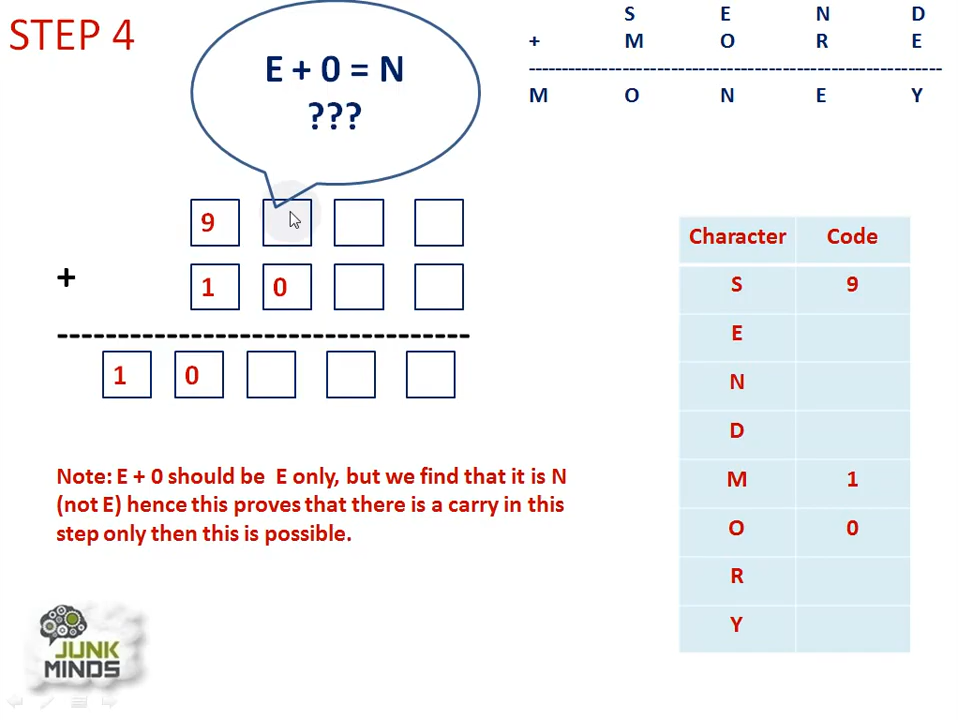 STEP 4
E + 0 = N
???
S E N D
+ M O R E
------------------------------------------------
M O N E Y
9
+ 1 0
--------------------------------
1 0
Character Code
S 9
E
N
D
M 1
O 0
R
Y
Note: E + 0 should be E only, but we find that it is N
(not E) hence this proves that there is a carry in this
step only then this is possible.
JUNK
MINDS